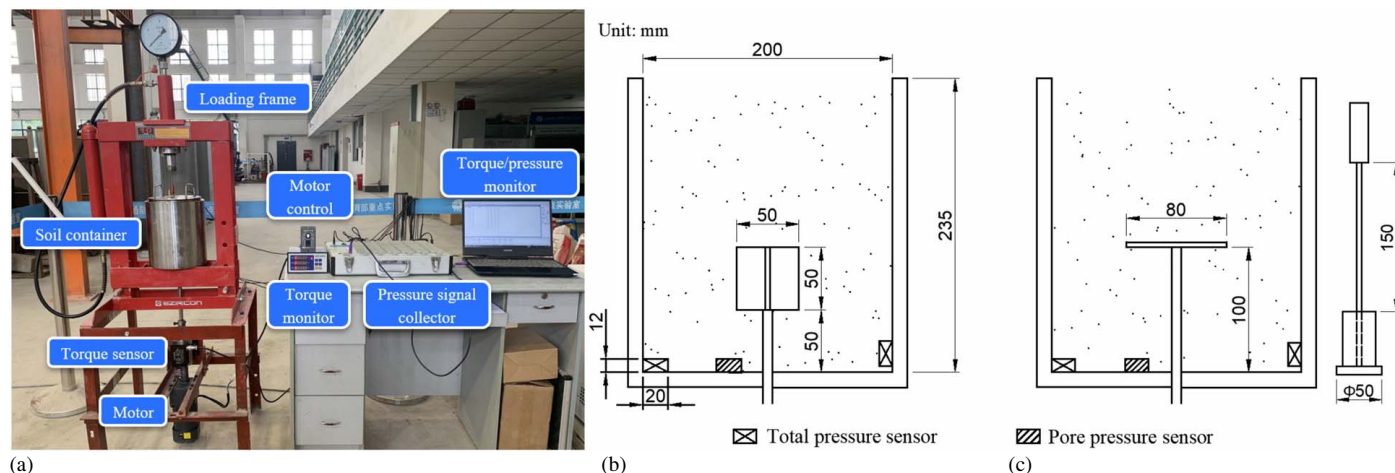 Loading frame
Motor
control
Torque/pressure
monitor
Soil container
Torque
monitor
Pressure signal
collector
EZIRCON
Torque sensor
Motor
(a)
Unit: mm
200
50
50
50
235
12
20
(b)
80
100
150
Φ50
(c)
Total pressure sensor
Pore pressure sensor